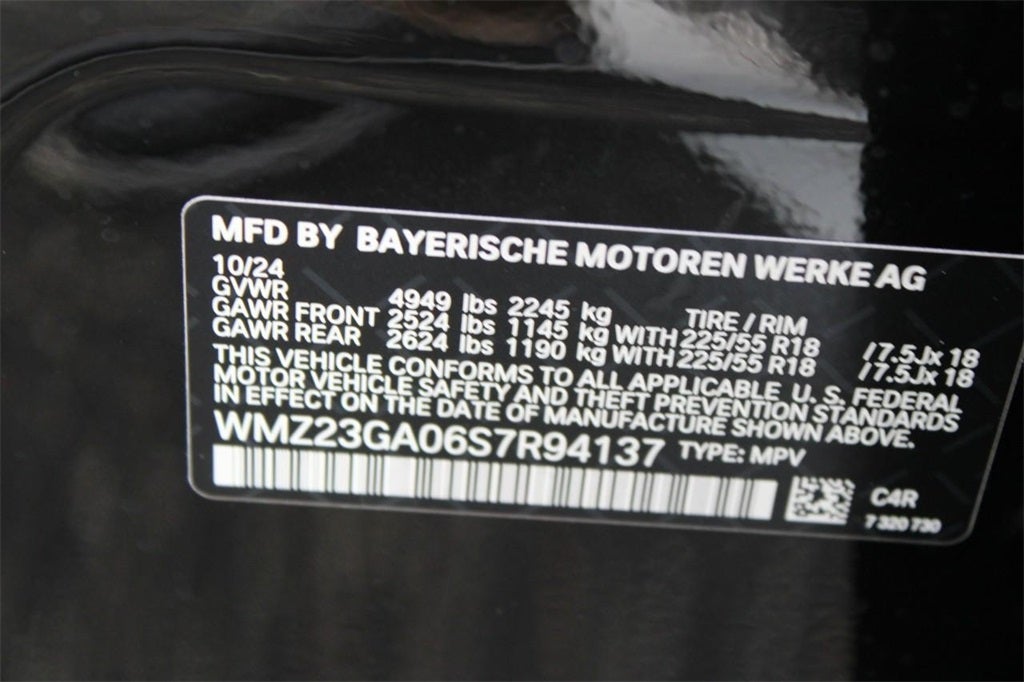 MFD BY BAYERISCHE MOTOREN WERKE AG
10/24
GVWR 4949 lbs 2245 kg TIRE / RIM
GAWR FRONT 2524 lbs 1145 kg WITH 225/55 R18 /7.5Jx 18
GAWR REAR 2624 lbs 1190 kg WITH 225/55 R18 /7.5Jx 18
THIS VEHICLE CONFORMS TO ALL APPLICABLE U. S. FEDERAL
MOTOR VEHICLE SAFETY AND THEFT PREVENTION STANDARDS
IN EFFECT ON THE DATE OF MANUFACTURE SHOWN ABOVE.
WMZ23GA06S7R94137 TYPE: MPV
C4R
7 320 730